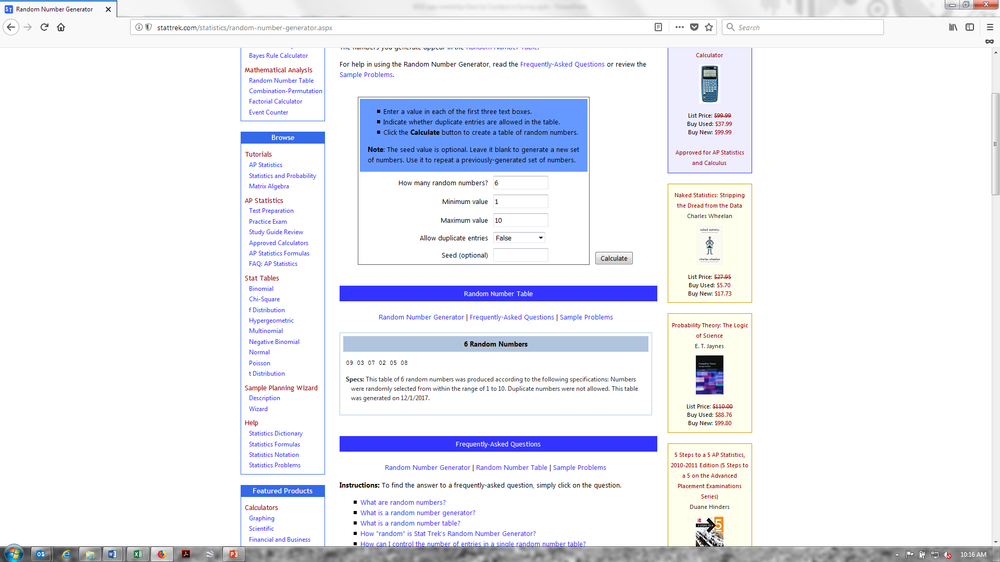 Random Number Generator
stattrek.com/statistics/random-number-generator.aspx
Search
Bayes Rule Calculator
Mathematical Analysis
Random Number Table
Combination-Permutation
Factorial Calculator
Event Counter
Browse
Tutorials
AP Statistics
Statistics and Probability
Matrix Algebra
AP Statistics
Test Preparation
Practice Exam
Study Guide Review
Approved Calculators
AP Statistics Formulas
FAQ: AP Statistics
Stat Tables
Binomial
Chi-Square
f Distribution
Hypergeometric
Multinomial
Negative Binomial
Normal
Poisson
t Distribution
Sample Planning Wizard
Description
Wizard
Help
Statistics Dictionary
Statistics Formulas
Statistics Notation
Statistics Problems
Featured Products
Calculators
Graphing
Scientific
Financial and Business
The numbers you generate appear in the Random Number Table.
For help in using the Random Number Generator, read the Frequently-Asked Questions or review the
Sample Problems.
Enter a value in each of the first three text boxes.
Indicate whether duplicate entries are allowed in the table.
Click the Calculate button to create a table of random numbers.
Note: The seed value is optional. Leave it blank to generate a new set
of numbers. Use it to repeat a previously-generated set of numbers.
How many random numbers? 6
Minimum value 1
Maximum value 10
Allow duplicate entries False
Seed (optional)
Calculate
Random Number Table
Random Number Generator | Frequently-Asked Questions | Sample Problems
6 Random Numbers
09 03 07 02 05 08
Specs: This table of 6 random numbers was produced according to the following specifications: Numbers
were randomly selected from within the range of 1 to 10. Duplicate numbers were not allowed. This table
was generated on 12/1/2017.
Frequently-Asked Questions
Random Number Generator | Random Number Table | Sample Problems
Instructions: To find the answer to a frequently-asked question, simply click on the question.
What are random numbers?
What is a random number generator?
What is a random number table?
How "random" is Stat Trek's Random Number Generator?
How can I control the number of entries in a single random number table?
Calculator
List Price: $99.99
Buy Used: $37.99
Buy New: $99.99
Approved for AP Statistics
and Calculus
Naked Statistics: Stripping
the Dread from the Data
Charles Wheelan
naked statistics
charles wheelan
List Price: $27.95
Buy Used: $5.70
Buy New: $17.73
Probability Theory: The Logic
of Science
E. T. Jaynes
Probability Theory
List Price: $110.00
Buy Used: $88.76
Buy New: $99.80
5 Steps to a 5 AP Statistics,
2010-2011 Edition (5 Steps to
a 5 on the Advanced
Placement Examinations
Series)
Duane Hinders
5 STEPS TO A
5
10:16 AM